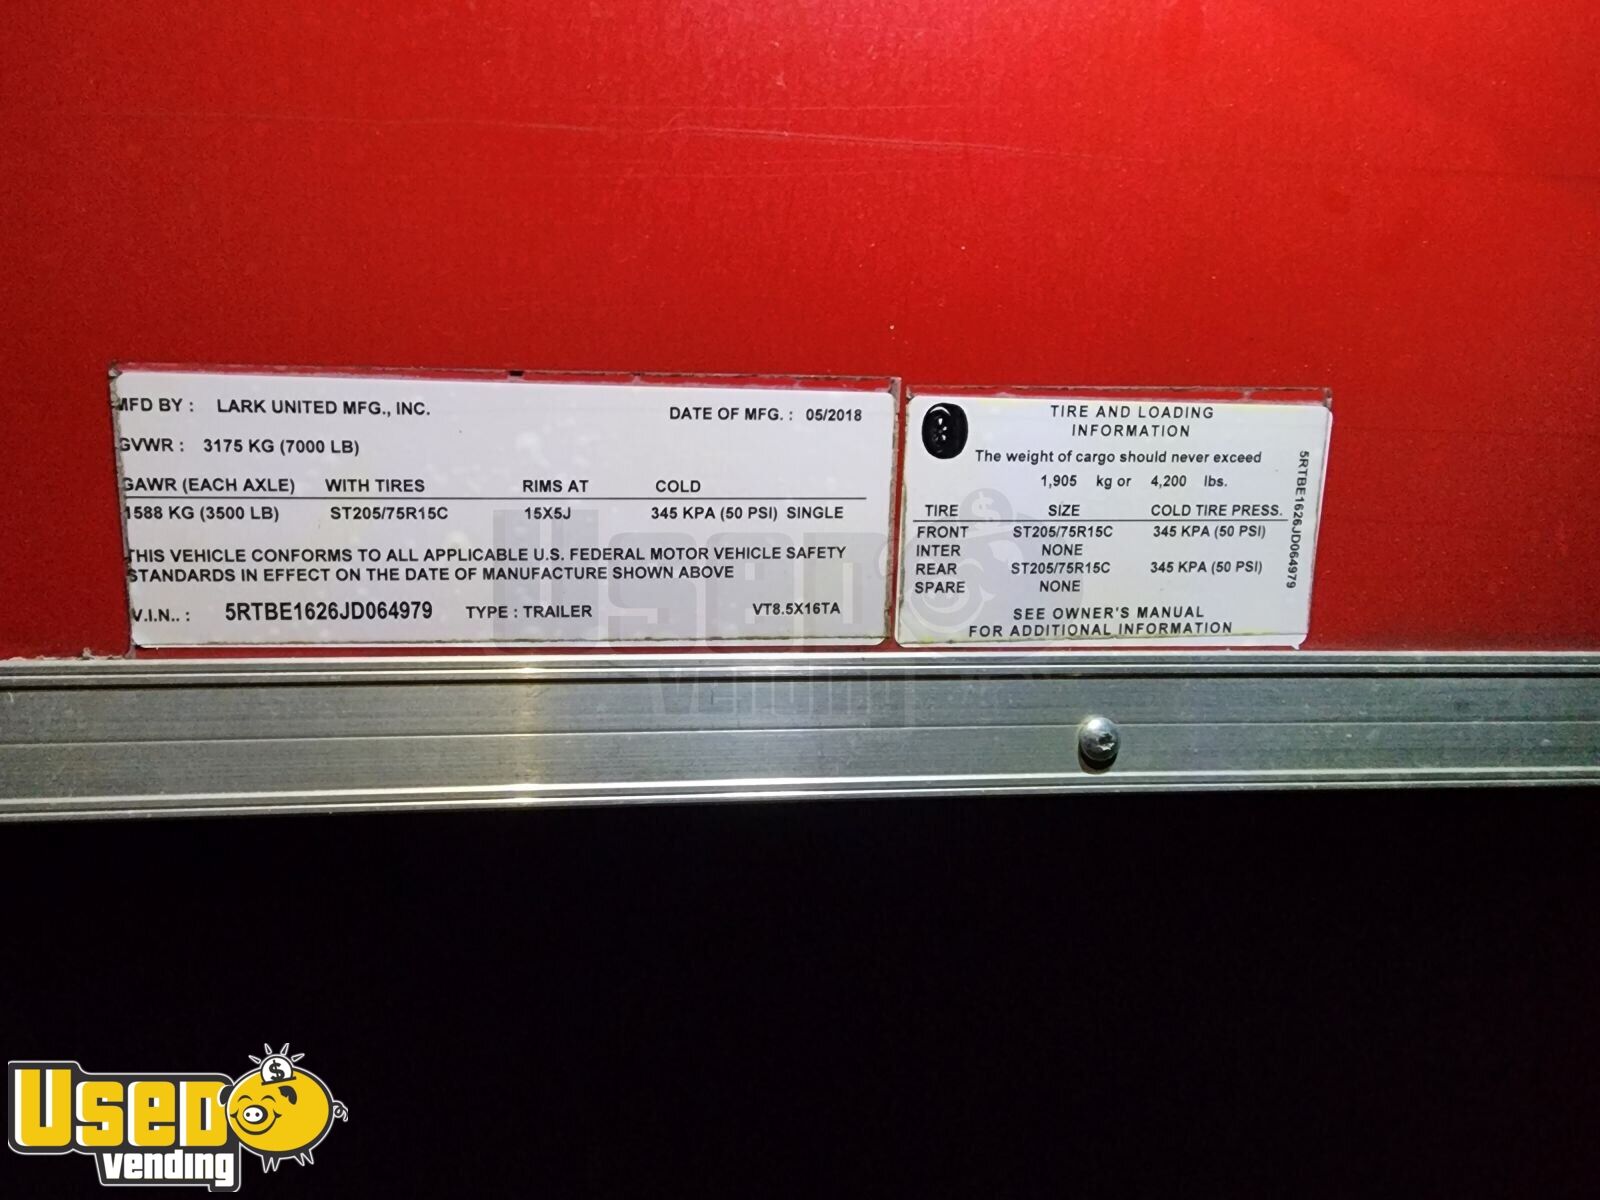 MFD BY : LARK UNITED MFG., INC. DATE OF MFG. : 05/2018
GVWR : 3175 KG (7000 LB)
GAWR (EACH AXLE) WITH TIRES RIMS AT COLD
1588 KG (3500 LB) ST205/75R15C 15X5J 345 KPA (50 PSI) SINGLE
THIS VEHICLE CONFORMS TO ALL APPLICABLE U.S. FEDERAL MOTOR VEHICLE SAFETY
STANDARDS IN EFFECT ON THE DATE OF MANUFACTURE SHOWN ABOVE
V.I.N.. : 5RTBE1626JD064979 TYPE : TRAILER VT8.5X16TA
TIRE AND LOADING
INFORMATION
The weight of cargo should never exceed
1,905 kg or 4,200 lbs.
TIRE SIZE COLD TIRE PRESS.
FRONT ST205/75R15C 345 KPA (50 PSI)
INTER NONE
REAR ST205/75R15C 345 KPA (50 PSI)
SPARE NONE
SEE OWNER'S MANUAL
FOR ADDITIONAL INFORMATION
5RTBE1626JD064979
USED
vending
$
USED
vending
$